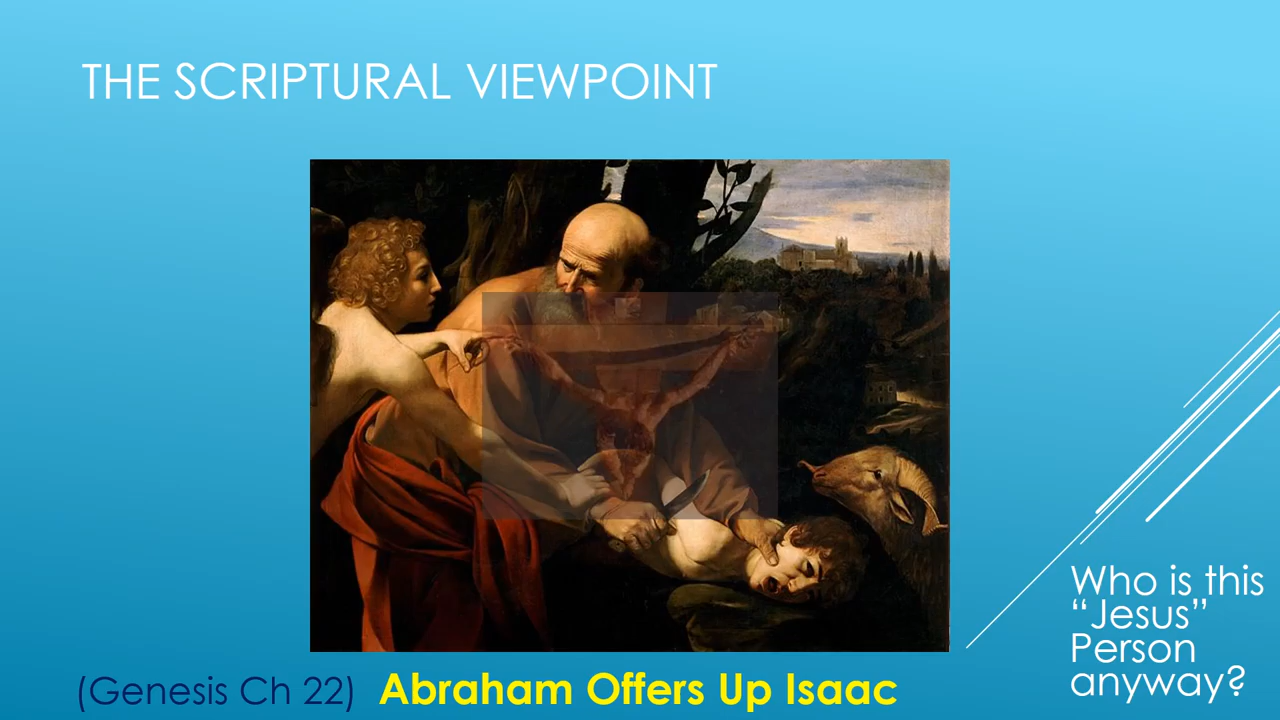 THE SCRIPTURAL VIEWPOINT
Who is this
“Jesus”
Person
anyway?
(Genesis Ch 22) Abraham Offers Up Isaac